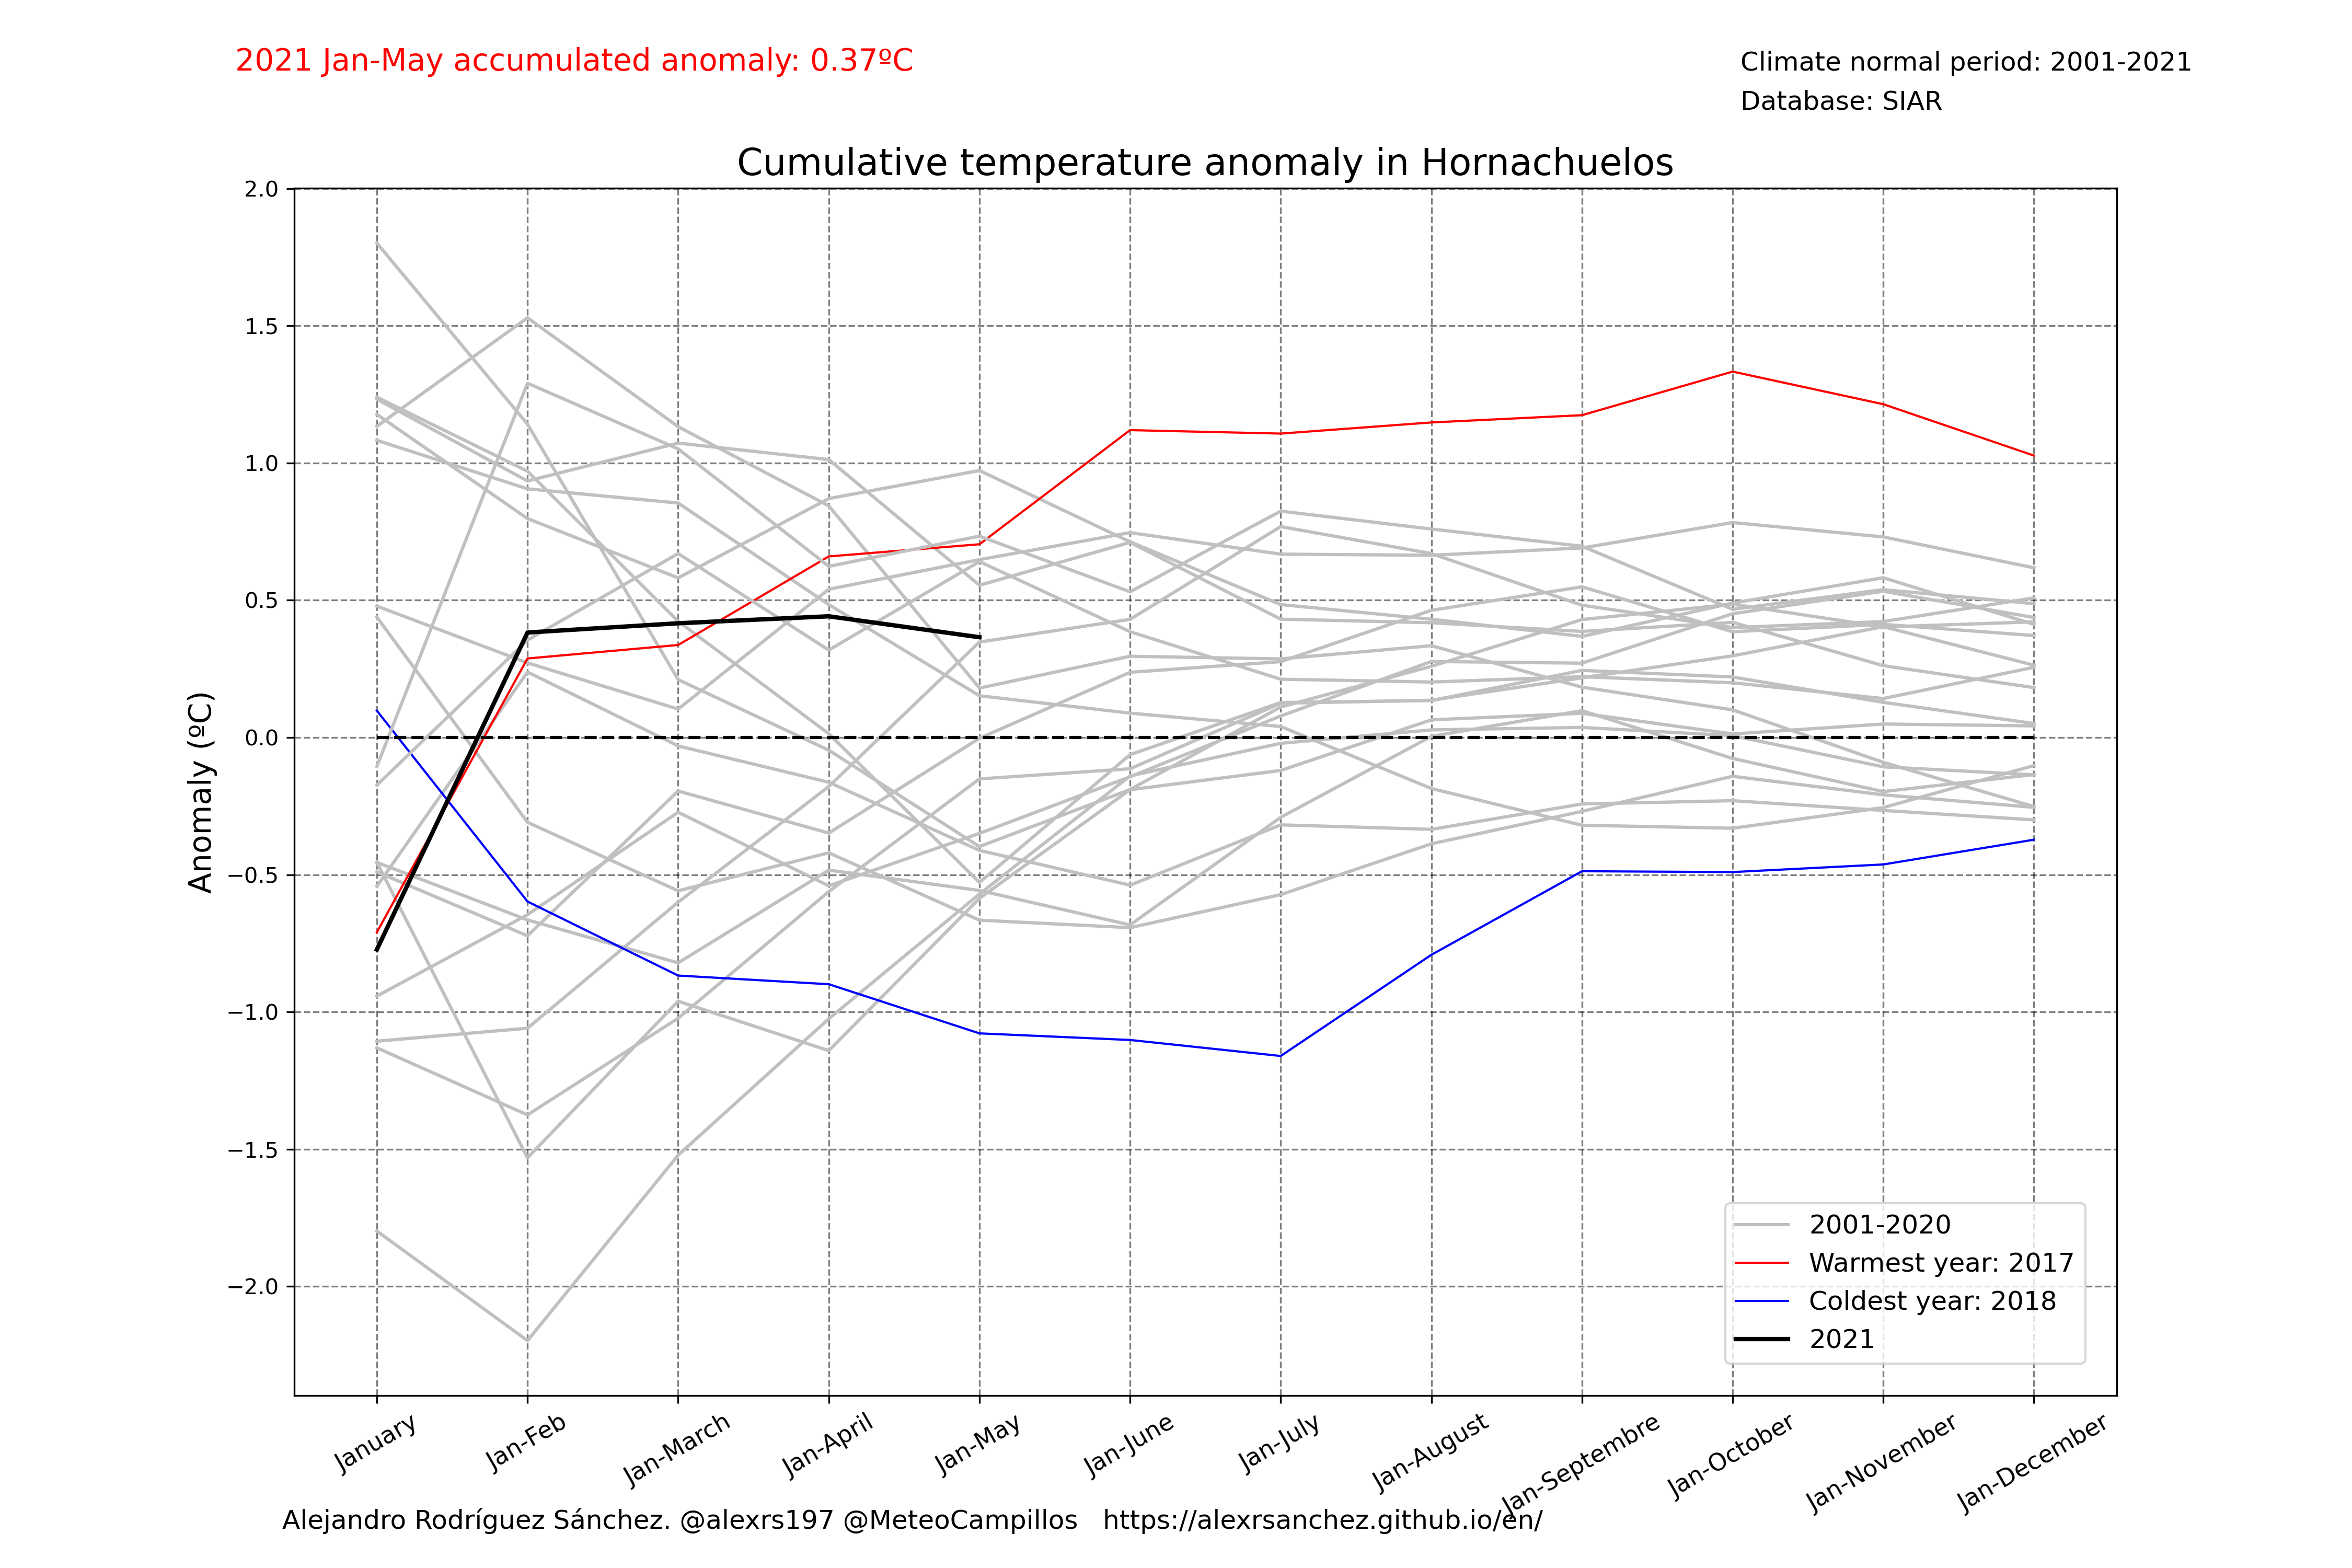 2021 Jan-May accumulated anomaly: 0.37ºC
Climate normal period: 2001-2021
Database: SIAR
Cumulative temperature anomaly in Hornachuelos
2.0
1.5
1.0
0.5
0.0
−0.5
−1.0
−1.5
−2.0
Anomaly (ºC)
2001-2020
Warmest year: 2017
Coldest year: 2018
2021
January
Jan-Feb
Jan-March
Jan-April
Jan-May
Jan-June
Jan-July
Jan-August
Jan-Septembre
Jan-October
Jan-November
Jan-December
Alejandro Rodríguez Sánchez. @alexrs197 @MeteoCampillos https://alexrsanchez.github.io/en/